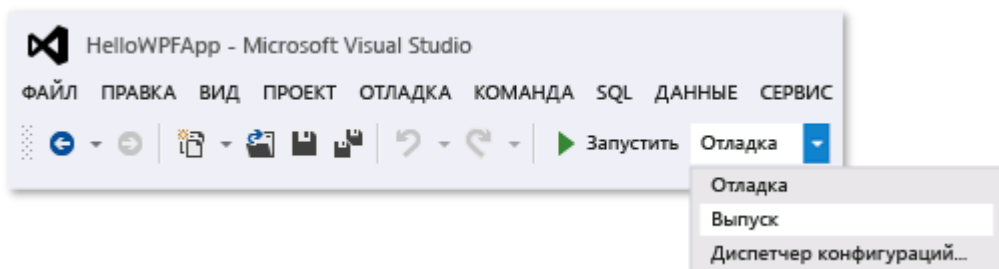 HelloWPFApp - Microsoft Visual Studio
ФАЙЛ ПРАВКА ВИД ПРОЕКТ ОТЛАДКА КОМАНДА SQL ДАННЫЕ СЕРВИС
Запустить Отладка
Отладка
Выпуск
Диспетчер конфигураций...